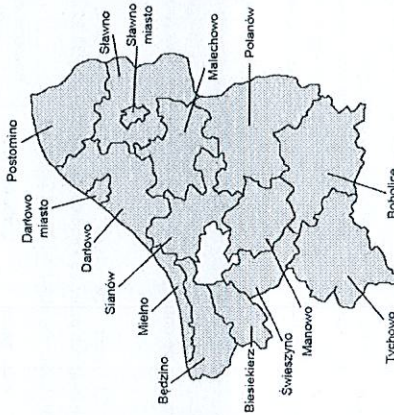 Postomino
Sławno
Sławno
miasto
Malechowo
Polanów
Darłowo
miasto
Darłowo
Sianów
Mielno
Będzino
Biesiekierz
Świeszyno
Manowo
Tychowo
Bobolice